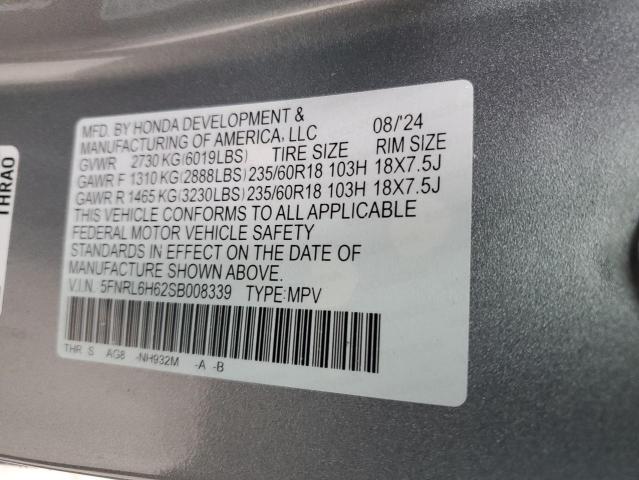 MFD. BY HONDA DEVELOPMENT &
MANUFACTURING OF AMERICA, LLC 08/'24
GVWR 2730 KG(6019LBS) TIRE SIZE RIM SIZE
GAWR F 1310 KG(2888LBS)235/60R18 103H 18X7.5J
GAWR R 1465 KG(3230LBS)235/60R18 103H 18X7.5J
THIS VEHICLE CONFORMS TO ALL APPLICABLE
FEDERAL MOTOR VEHICLE SAFETY
STANDARDS IN EFFECT ON THE DATE OF
MANUFACTURE SHOWN ABOVE.
V.I.N. 5FNRL6H62SB008339 TYPE:MPV
THR S AG8 -NH932M -A -B
THRAO